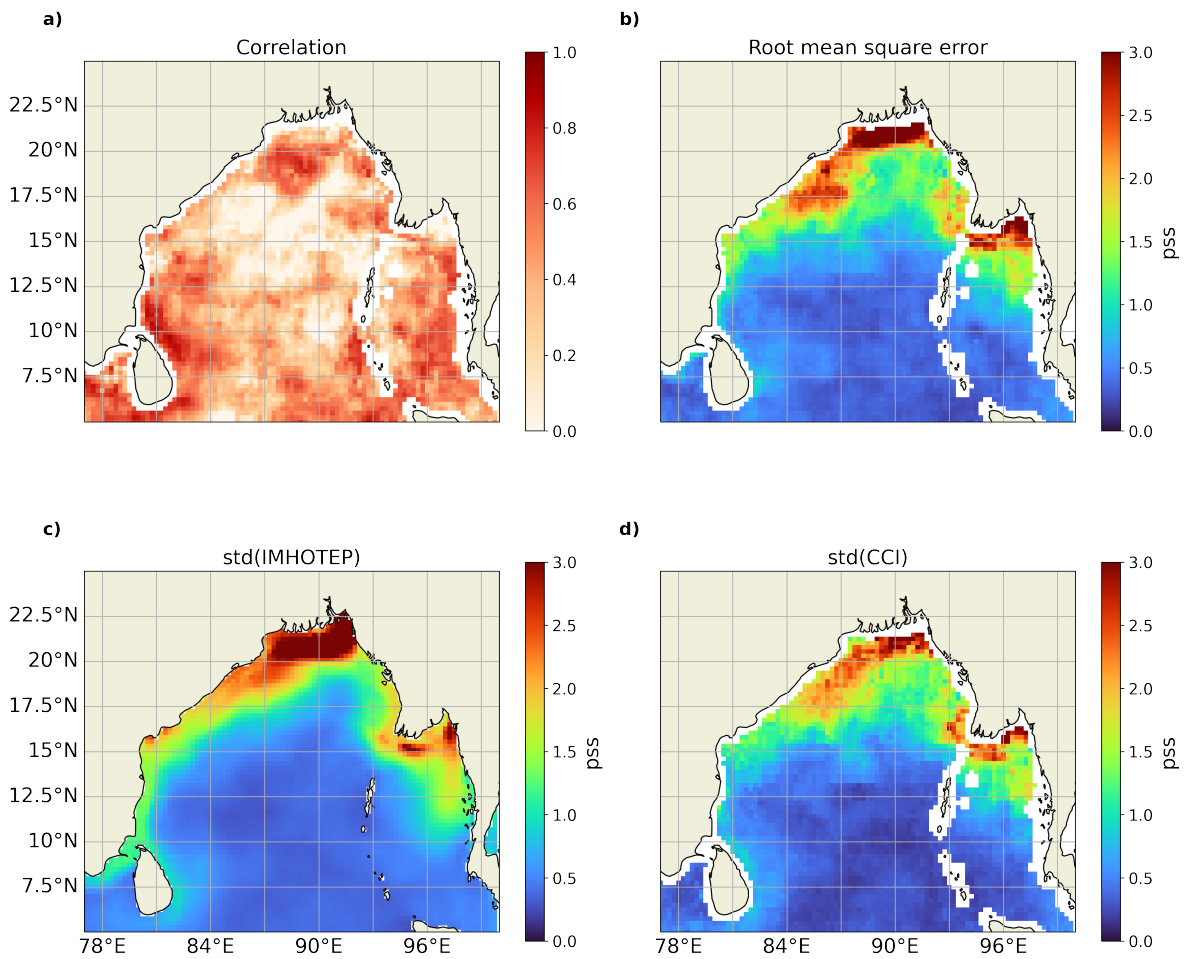 a)
Correlation
22.5°N
20°N
17.5°N
15°N
12.5°N
10°N
7.5°N
1.0
0.8
0.6
0.4
0.2
0.0
b)
Root mean square error
3.0
2.5
2.0
1.5
1.0
0.5
0.0
pss
c)
std(IMHOTEP)
22.5°N
20°N
17.5°N
15°N
12.5°N
10°N
7.5°N
78°E 84°E 90°E 96°E
3.0
2.5
2.0
1.5
1.0
0.5
0.0
pss
d)
std(CCI)
78°E 84°E 90°E 96°E
3.0
2.5
2.0
1.5
1.0
0.5
0.0
pss